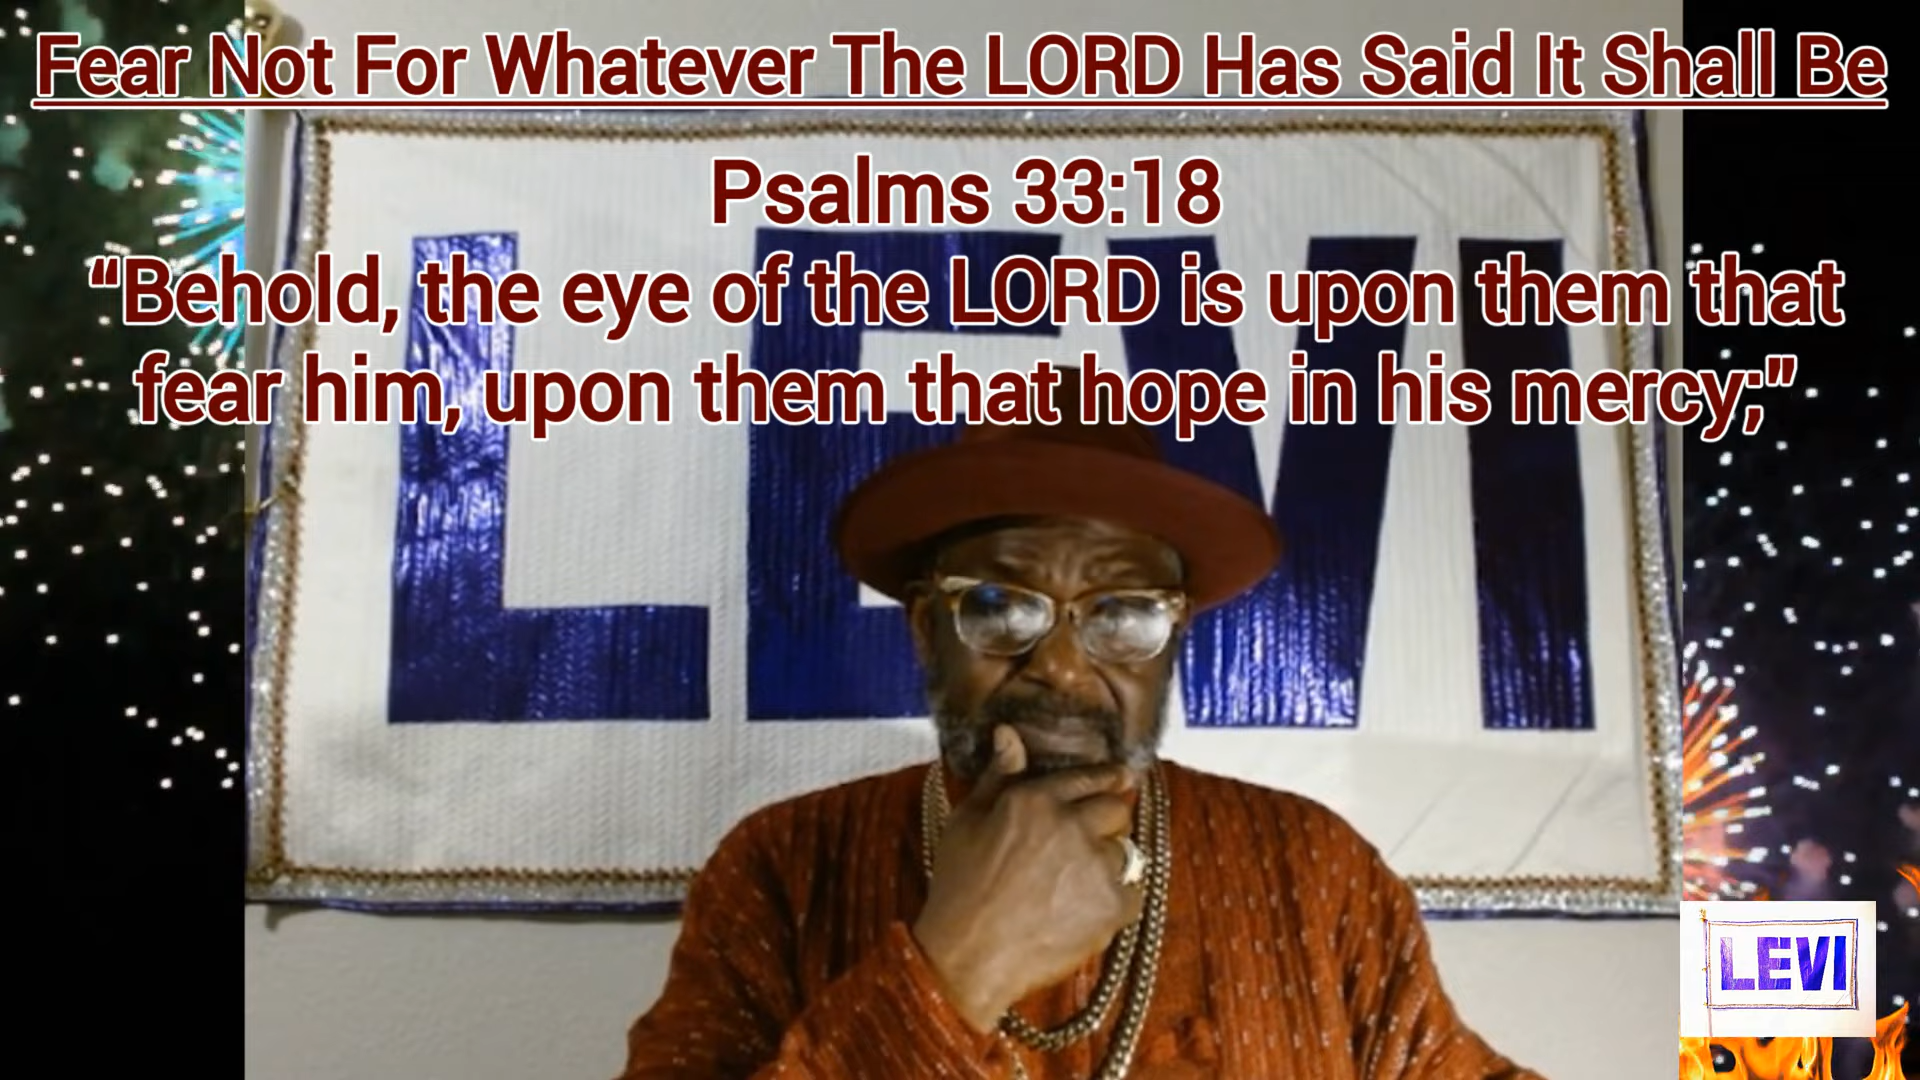 Fear Not For Whatever The LORD Has Said It Shall Be
Psalms 33:18
“Behold, the eye of the LORD is upon them that
fear him, upon them that hope in his mercy;”
LEVI
LEVI